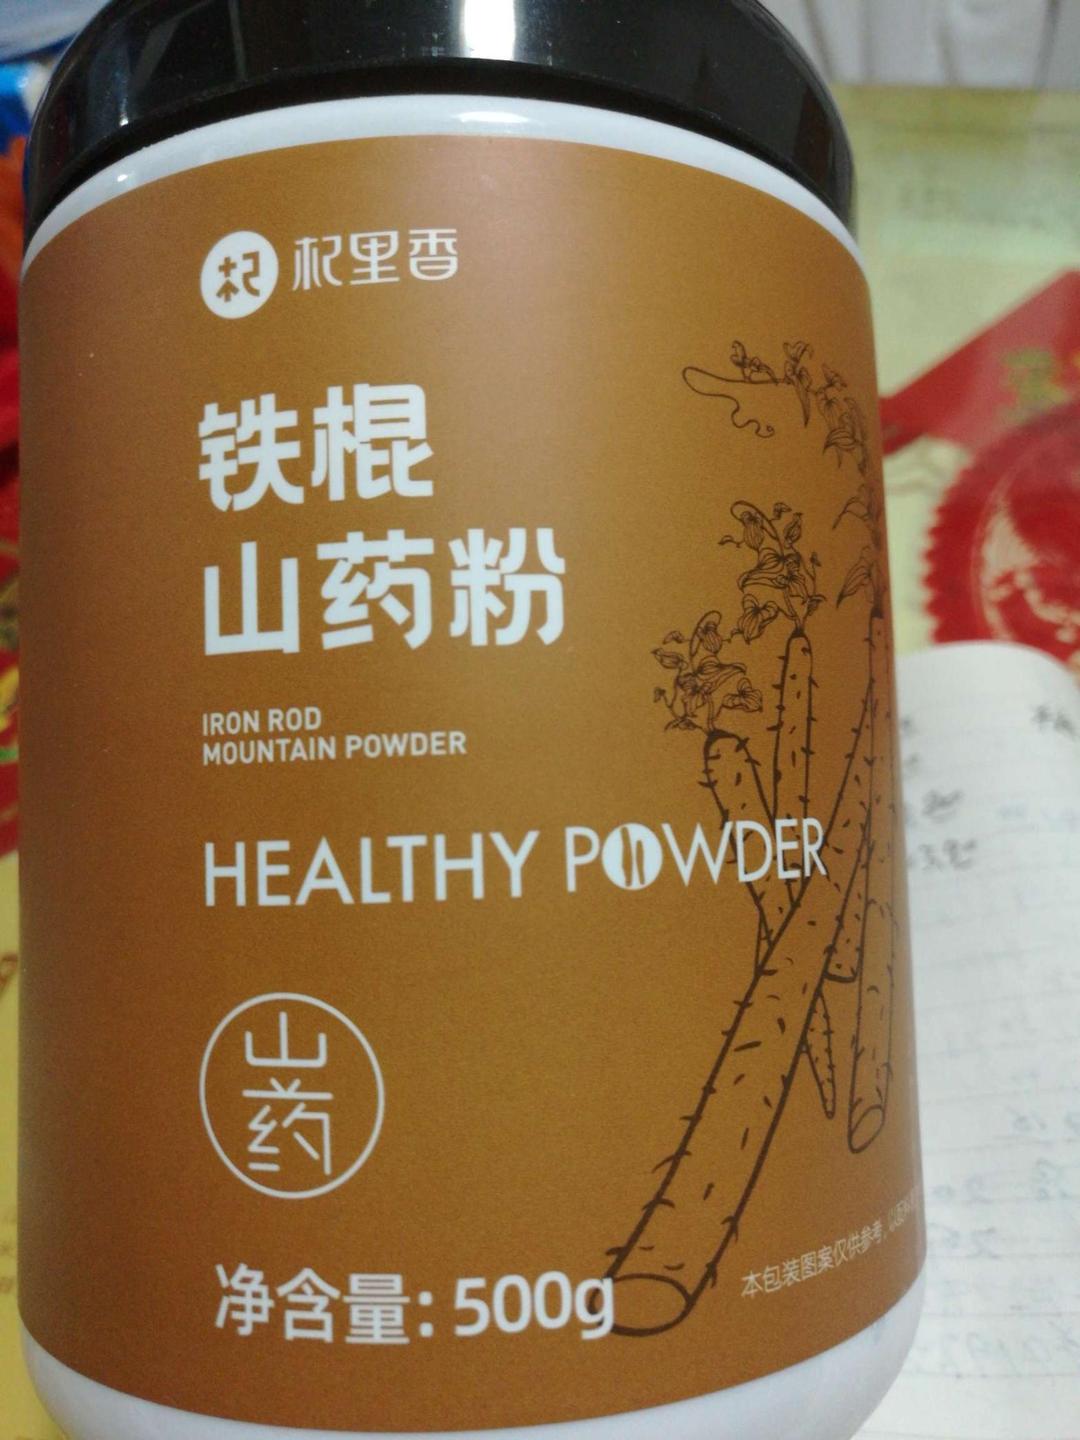 杞
杞里香
铁棍
山药粉
IRON ROD
MOUNTAIN POWDER
HEALTHY POWDER
山
药
净含量: 500g
本包装图案仅供参考,